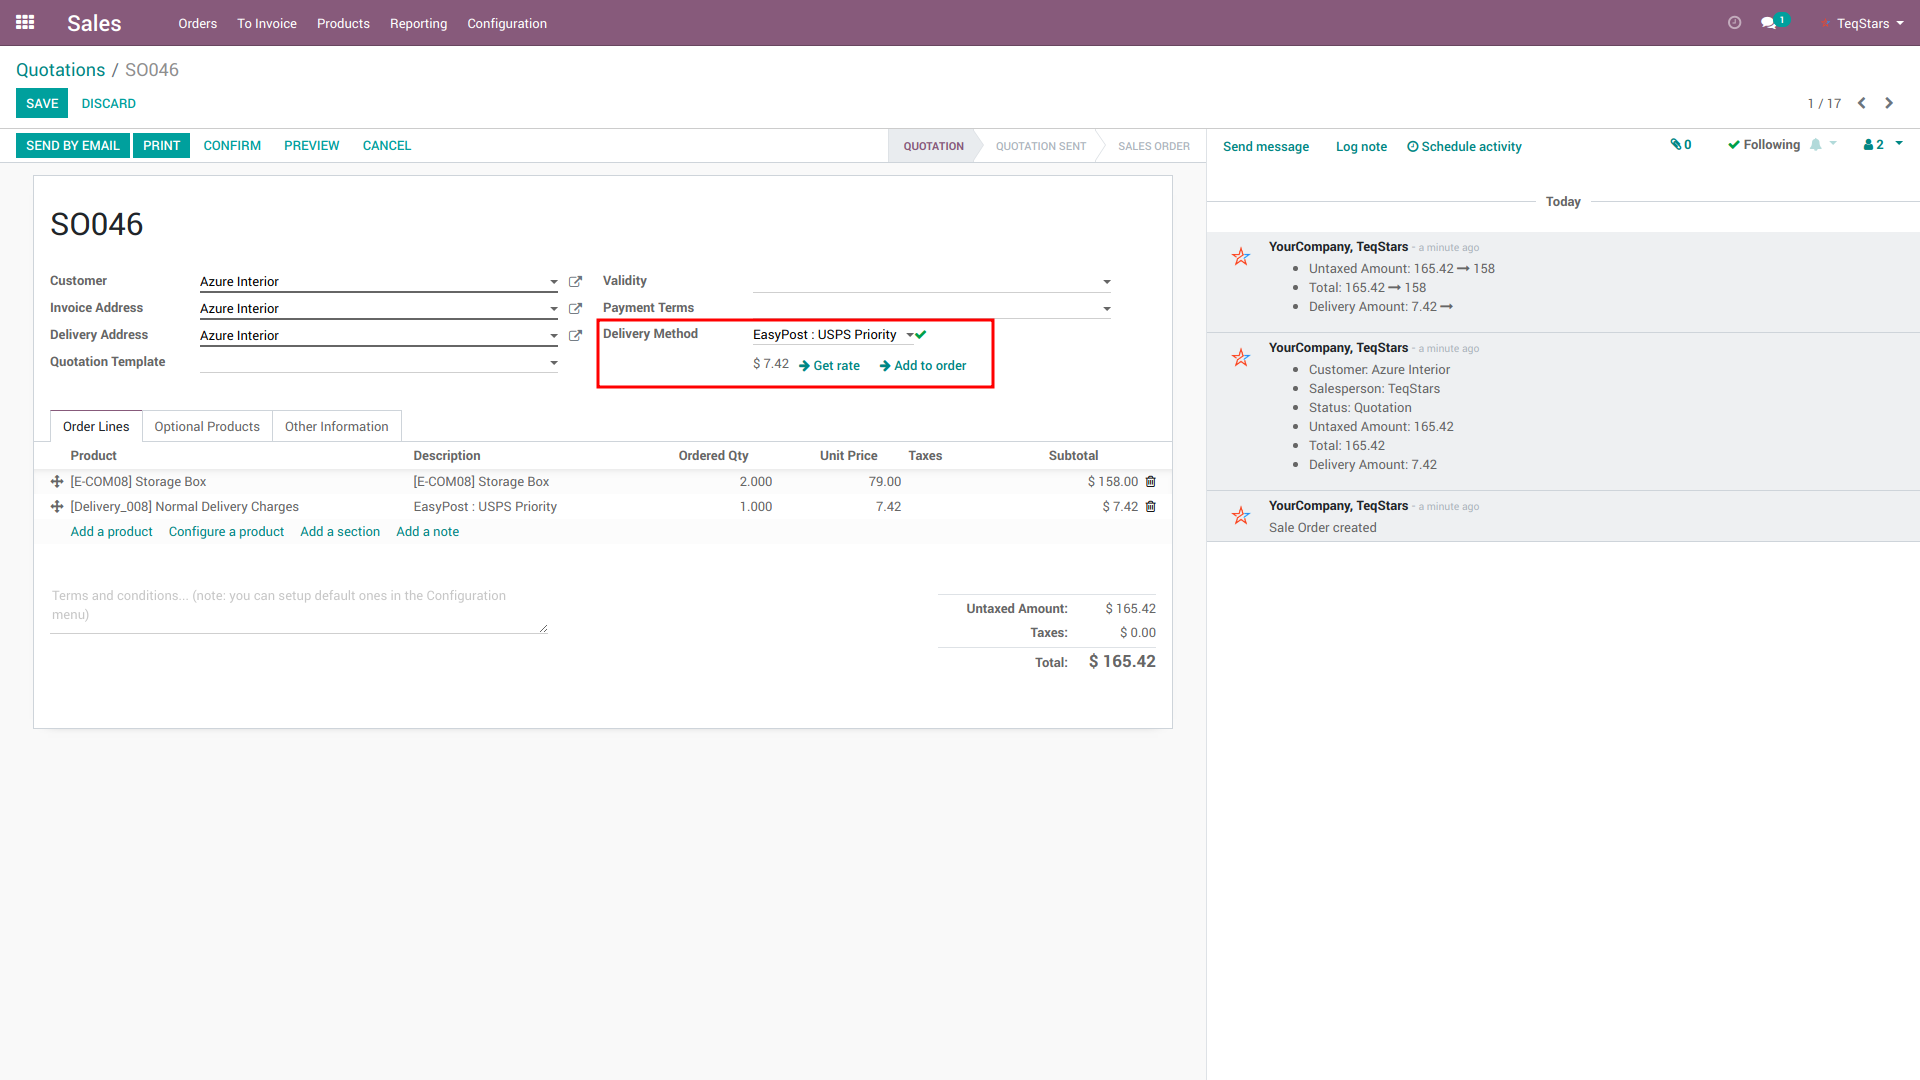 Sales Orders To Invoice Products Reporting Configuration 1 TeqStars
Quotations / SO046
SAVE DISCARD 1 / 17
SEND BY EMAIL PRINT CONFIRM PREVIEW CANCEL QUOTATION QUOTATION SENT SALES ORDER
SO046
Customer Azure Interior
Invoice Address Azure Interior
Delivery Address Azure Interior
Quotation Template
Validity
Payment Terms
Delivery Method EasyPost : USPS Priority
$ 7.42 Get rate Add to order
Order Lines Optional Products Other Information
Product Description Ordered Qty Unit Price Taxes Subtotal
[E-COM08] Storage Box [E-COM08] Storage Box 2.000 79.00 $ 158.00
[Delivery_008] Normal Delivery Charges EasyPost : USPS Priority 1.000 7.42 $ 7.42
Add a product Configure a product Add a section Add a note
Terms and conditions... (note: you can setup default ones in the Configuration
menu)
Untaxed Amount: $ 165.42
Taxes: $ 0.00
Total: $ 165.42
Send message Log note Schedule activity 0 Following 2
Today
YourCompany, TeqStars - a minute ago
Untaxed Amount: 165.42 → 158
Total: 165.42 → 158
Delivery Amount: 7.42 →
YourCompany, TeqStars - a minute ago
Customer: Azure Interior
Salesperson: TeqStars
Status: Quotation
Untaxed Amount: 165.42
Total: 165.42
Delivery Amount: 7.42
YourCompany, TeqStars - a minute ago
Sale Order created